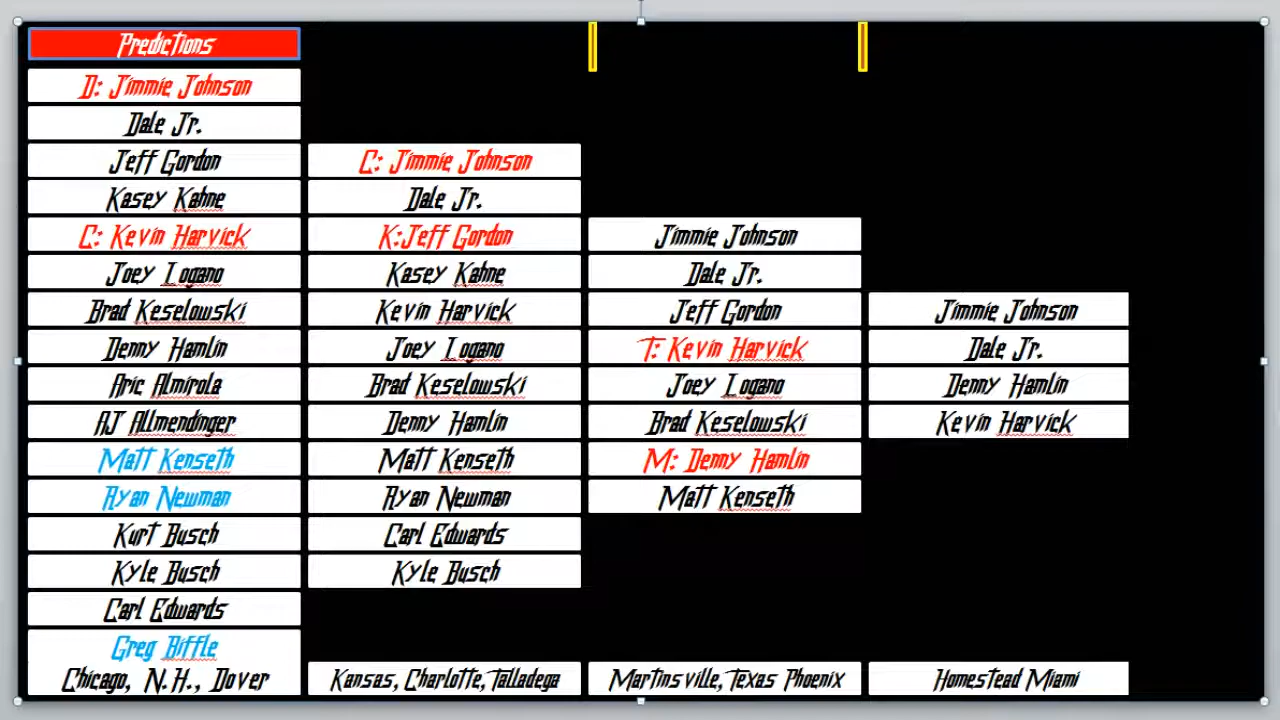 Predictions
D: Jimmie Johnson
Dale Jr.
Jeff Gordon
Kasey Kahne
C: Kevin Harvick
Joey Logano
Brad Keselowski
Denny Hamlin
Aric Almirola
AJ Allmendinger
Matt Kenseth
Ryan Newman
Kurt Busch
Kyle Busch
Carl Edwards
Greg Biffle
Chicago, N.H., Dover
C: Jimmie Johnson
Dale Jr.
K:Jeff Gordon
Kasey Kahne
Kevin Harvick
Joey Logano
Brad Keselowski
Denny Hamlin
Matt Kenseth
Ryan Newman
Carl Edwards
Kyle Busch
Kansas, Charlotte, Talladega
Jimmie Johnson
Dale Jr.
Jeff Gordon
T: Kevin Harvick
Joey Logano
Brad Keselowski
M: Denny Hamlin
Matt Kenseth
Martinsville, Texas Phoenix
Jimmie Johnson
Dale Jr.
Denny Hamlin
Kevin Harvick
Homestead Miami